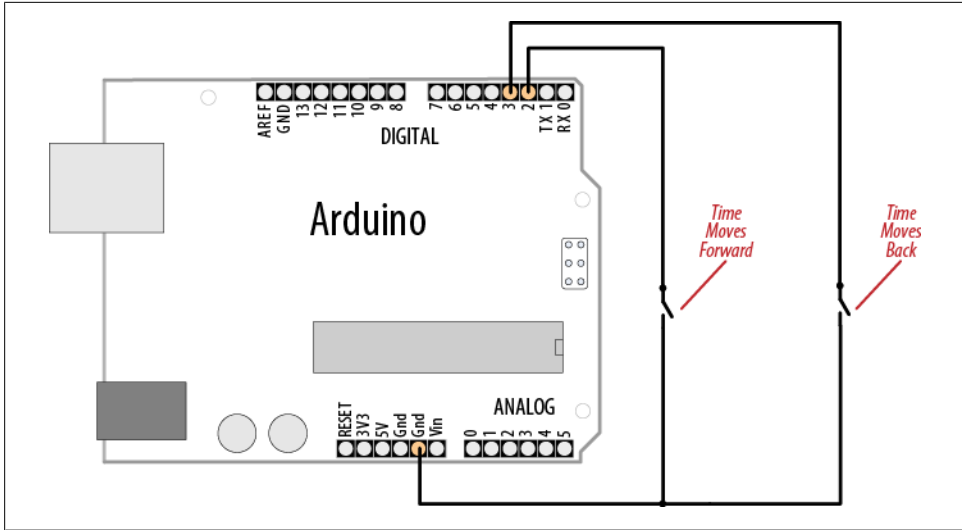 AREF
GND
13
12
11
10
9
8
7
6
5
4
3
2
TX 1
RX 0
DIGITAL
Arduino
Time
Moves
Forward
Time
Moves
Back
ANALOG
RESET
3V3
5V
Gnd
Gnd
Vin
0
1
2
3
4
5